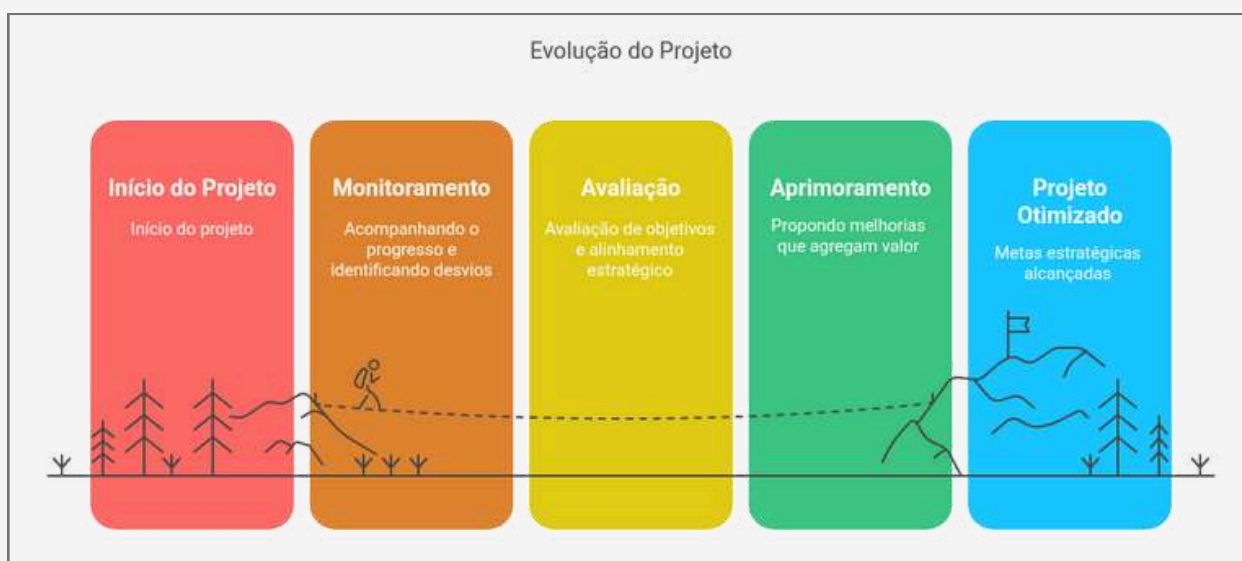 Evolução do Projeto
Início do Projeto
Início do projeto
Monitoramento
Acompanhando o
progresso e
identificando desvios
Avaliação
Avaliação de objetivos
e alinhamento
estratégico
Aprimoramento
Propondo melhorias
que agregam valor
Projeto
Otimizado
Metas estratégicas
alcançadas